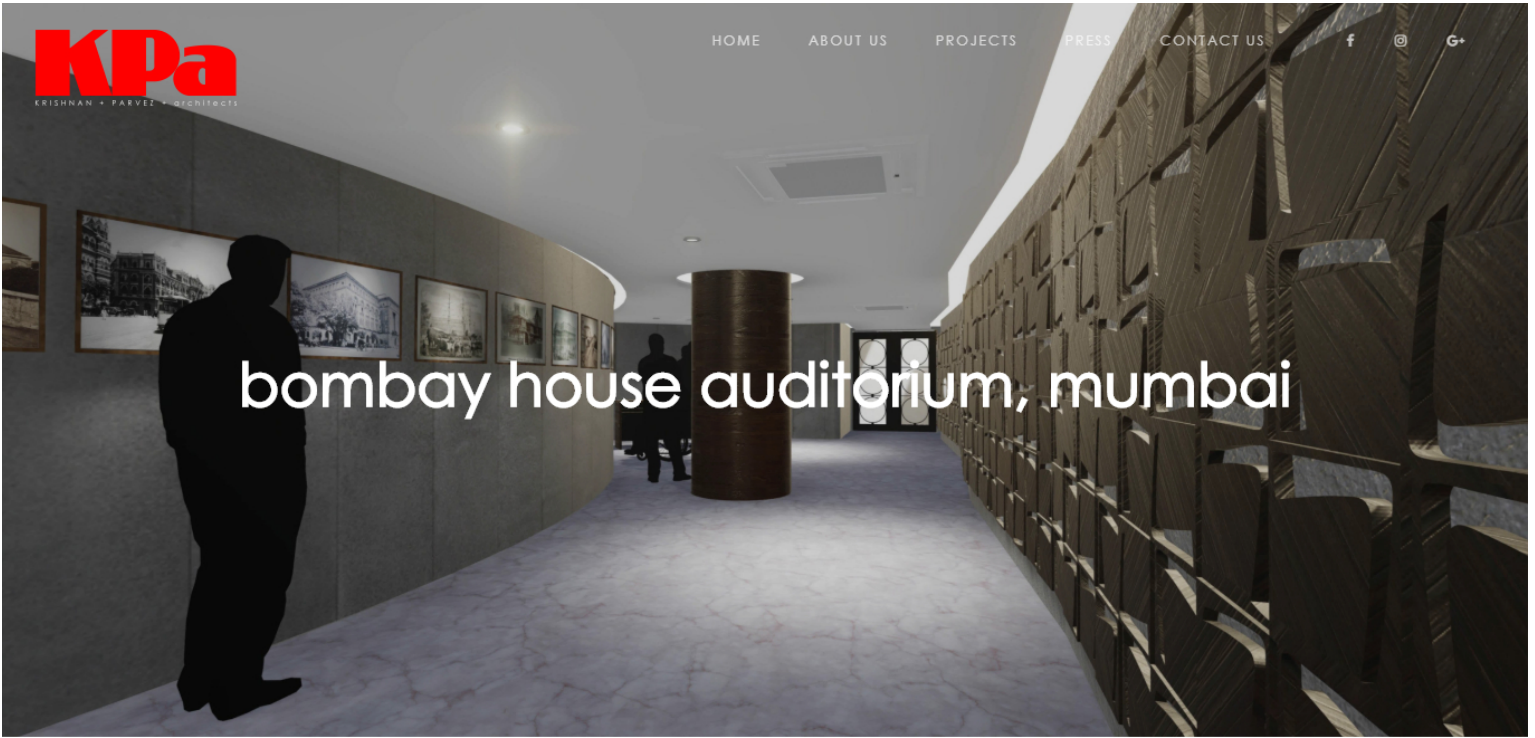 KPa
KRISHNAN + PARVEZ + architects
HOME ABOUT US PROJECTS PRESS CONTACT US f G+
bombay house auditorium, mumbai